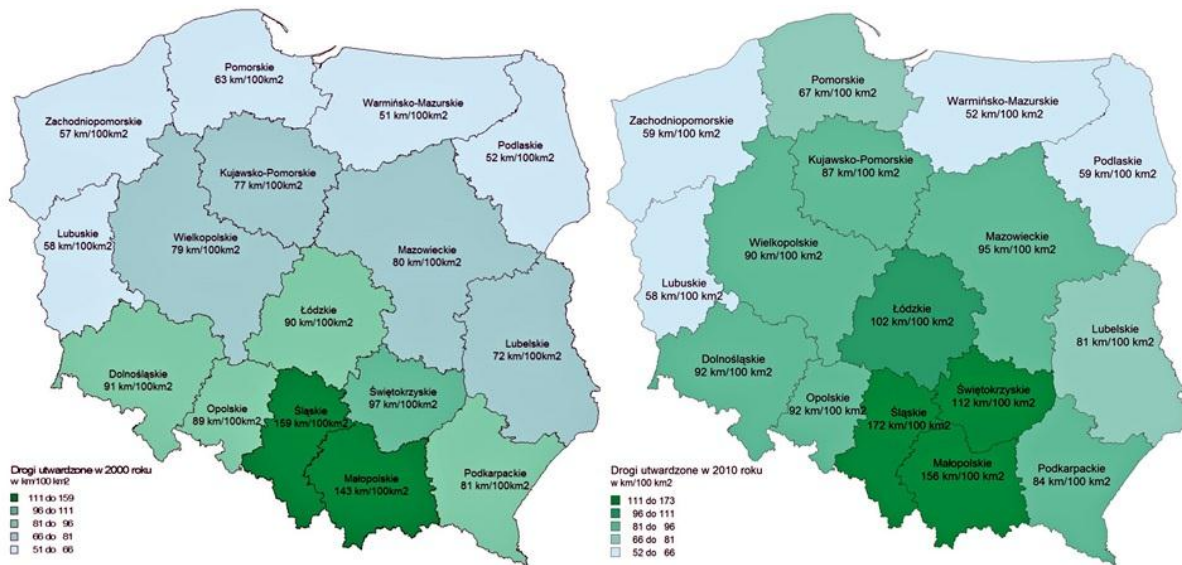 Pomorskie
63 km/100km2
Warmińsko-Mazurskie
51 km/100km2
Zachodniopomorskie
57 km/100km2
Podlaskie
52 km/100km2
Kujawsko-Pomorskie
77 km/100km2
Lubuskie
58 km/100km2
Wielkopolskie
79 km/100km2
Mazowieckie
80 km/100km2
Łódzkie
90 km/100km2
Lubelskie
72 km/100km2
Dolnośląskie
91 km/100km2
Opolskie
89 km/100km2
Śląskie
159 km/100km2
Świętokrzyskie
97 km/100km2
Małopolskie
143 km/100km2
Podkarpackie
81 km/100km2
Drogi utwardzone w 2000 roku
w km/100 km2
111 do 159
96 do 111
81 do 96
66 do 81
51 do 66
Pomorskie
67 km/100 km2
Warmińsko-Mazurskie
52 km/100 km2
Zachodniopomorskie
59 km/100 km2
Podlaskie
59 km/100 km2
Kujawsko-Pomorskie
87 km/100 km2
Wielkopolskie
90 km/100 km2
Mazowieckie
95 km/100 km2
Lubuskie
58 km/100 km2
Łódzkie
102 km/100 km2
Lubelskie
81 km/100 km2
Dolnośląskie
92 km/100 km2
Opolskie
92 km/100 km2
Śląskie
172 km/100 km2
Świętokrzyskie
112 km/100 km2
Małopolskie
156 km/100 km2
Podkarpackie
84 km/100 km2
Drogi utwardzone w 2010 roku
w km/100 km2
111 do 173
96 do 111
81 do 96
66 do 81
52 do 66